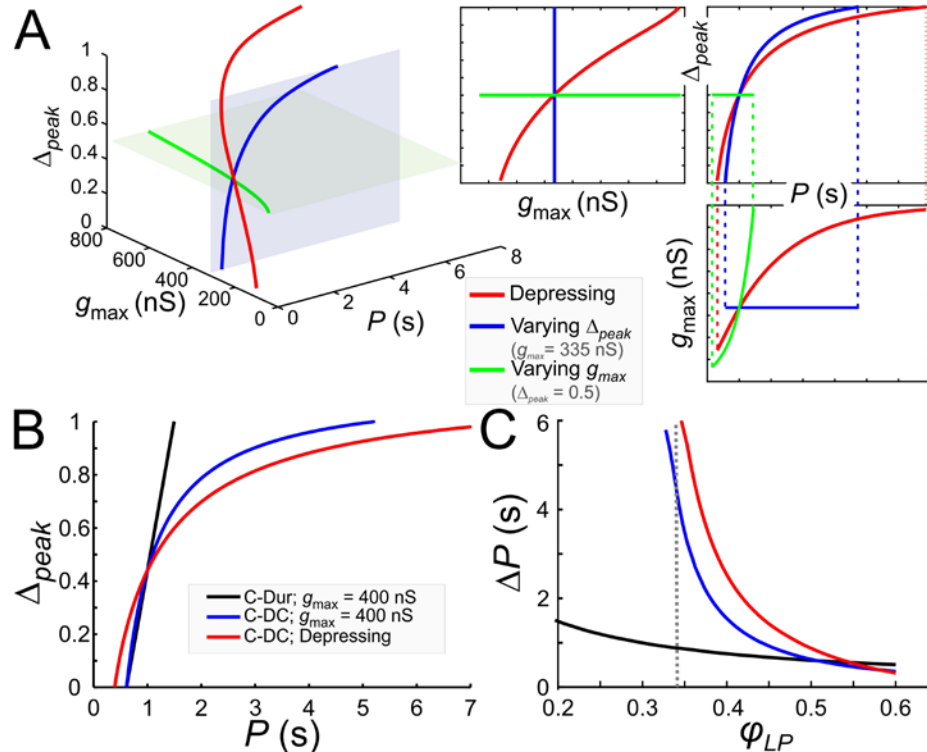 A
Δpeak
1
0.8
0.6
0.4
0.2
0
800
600
400
200
0
gmax (nS)
0
2
4
6
8
P (s)
gmax (nS)
Δpeak
P (s)
gmax (nS)
Depressing
Varying Δpeak
(gmax = 335 nS)
Varying gmax
(Δpeak = 0.5)
B
Δpeak
1
0.8
0.6
0.4
0.2
0
0 1 2 3 4 5 6 7
P (s)
C-Dur; gmax = 400 nS
C-DC; gmax = 400 nS
C-DC; Depressing
C
ΔP (s)
6
4
2
0
0.2 0.3 0.4 0.5 0.6
φLP